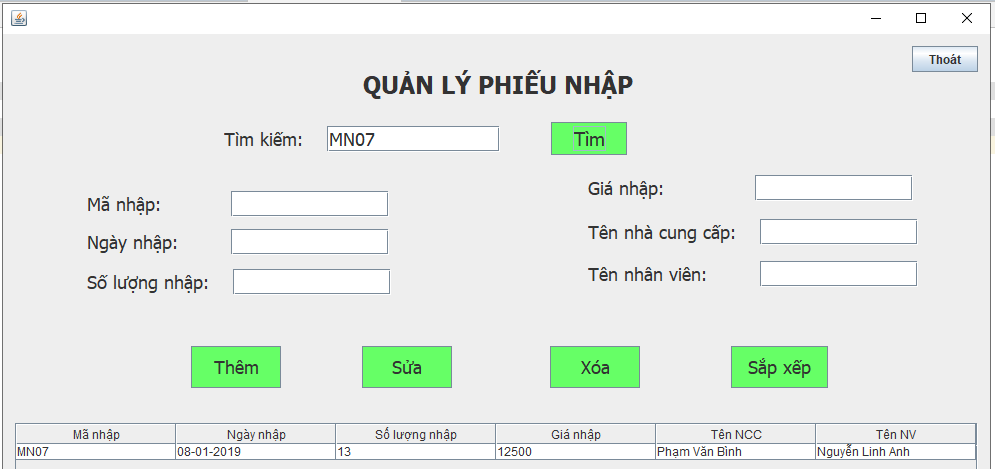 Thoát
QUẢN LÝ PHIẾU NHẬP
Tìm kiếm: MN07 Tìm
Mã nhập: Giá nhập:
Ngày nhập: Tên nhà cung cấp:
Số lượng nhập: Tên nhân viên:
Thêm Sửa Xóa Sắp xếp
Mã nhập Ngày nhập Số lượng nhập Giá nhập Tên NCC Tên NV
MN07 08-01-2019 13 12500 Phạm Văn Bình Nguyễn Linh Anh